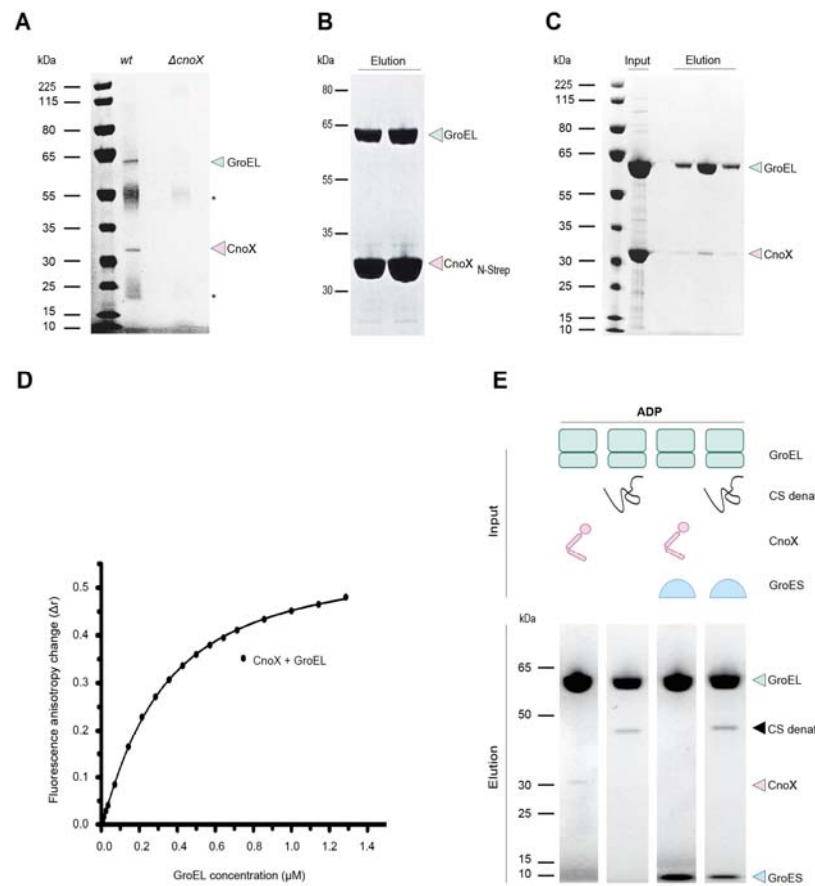 A
kDa wt ΔcnoX
225
115
80
65
55
35
30
25
15
10
GroEL
*
CnoX
*
B
Elution
kDa
80
65
55
30
GroEL
CnoX N-Strep
C
kDa Input Elution
225
115
80
65
55
35
30
25
15
10
GroEL
CnoX
D
Fluorescence anisotropy change (Δr)
0.5
0.4
0.3
0.2
0.1
0.0
CnoX + GroEL
0.0 0.2 0.4 0.6 0.8 1.0 1.2 1.4
GroEL concentration (μM)
E
ADP
Input
GroEL
CS denat
CnoX
GroES
Elution
kDa
65
50
30
25
15
10
GroEL
CS denat
CnoX
GroES